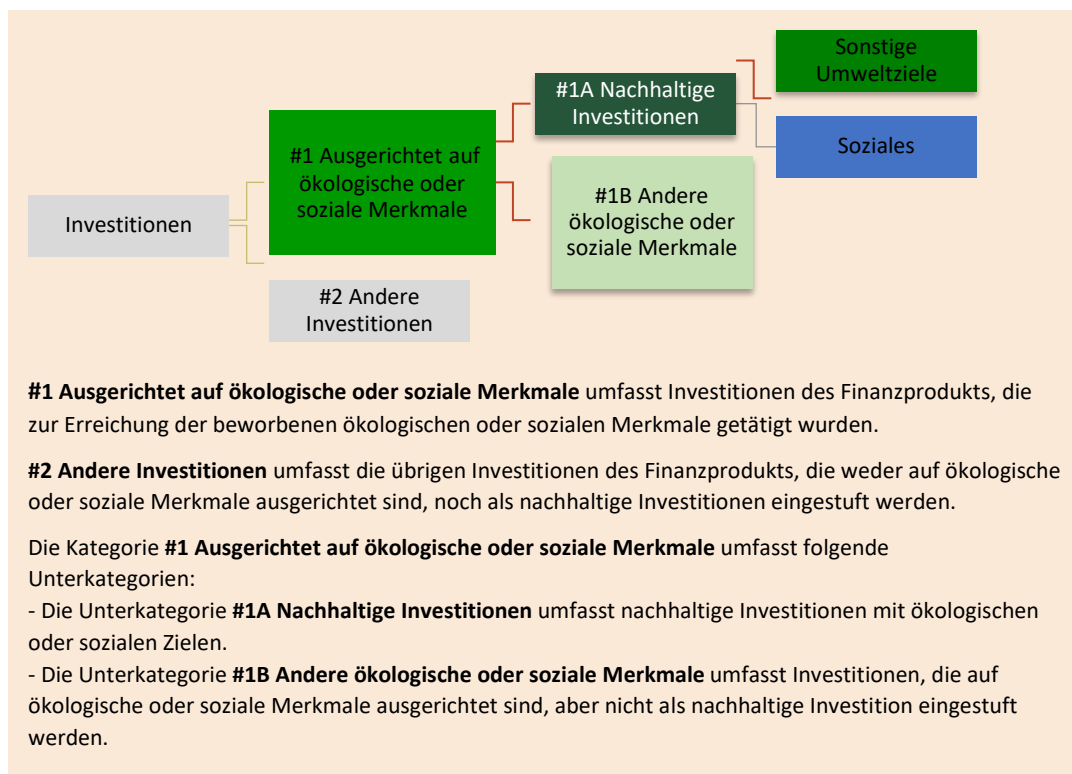 Sonstige
Umweltziele
#1A Nachhaltige
Investitionen
Soziales
#1 Ausgerichtet auf
ökologische oder
soziale Merkmale
#1B Andere
ökologische oder
soziale Merkmale
Investitionen
#2 Andere
Investitionen
#1 Ausgerichtet auf ökologische oder soziale Merkmale umfasst Investitionen des Finanzprodukts, die
zur Erreichung der beworbenen ökologischen oder sozialen Merkmale getätigt wurden.
#2 Andere Investitionen umfasst die übrigen Investitionen des Finanzprodukts, die weder auf ökologische
oder soziale Merkmale ausgerichtet sind, noch als nachhaltige Investitionen eingestuft werden.
Die Kategorie #1 Ausgerichtet auf ökologische oder soziale Merkmale umfasst folgende
Unterkategorien:
- Die Unterkategorie #1A Nachhaltige Investitionen umfasst nachhaltige Investitionen mit ökologischen
oder sozialen Zielen.
- Die Unterkategorie #1B Andere ökologische oder soziale Merkmale umfasst Investitionen, die auf
ökologische oder soziale Merkmale ausgerichtet sind, aber nicht als nachhaltige Investition eingestuft
werden.